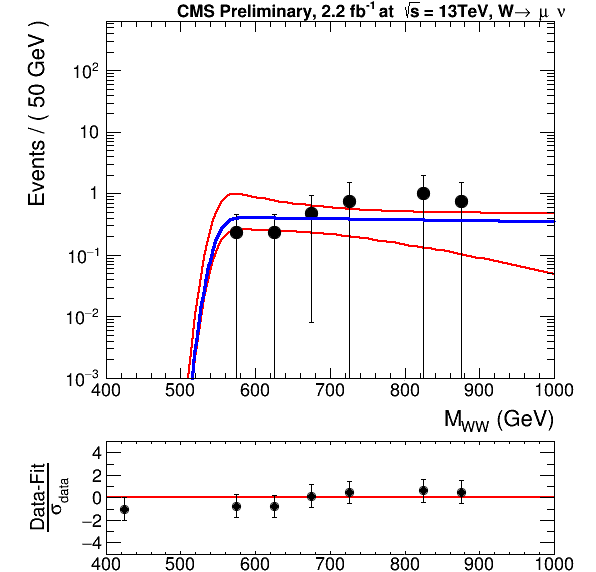 CMS Preliminary, 2.2 fb⁻¹ at √s = 13TeV, W→ μ ν
Events / ( 50 GeV )
10²
10
1
10⁻¹
10⁻²
10⁻³
400 500 600 700 800 900 1000
M_WW (GeV)
Data-Fit
σ_data
4
2
0
−2
−4
400 500 600 700 800 900 1000